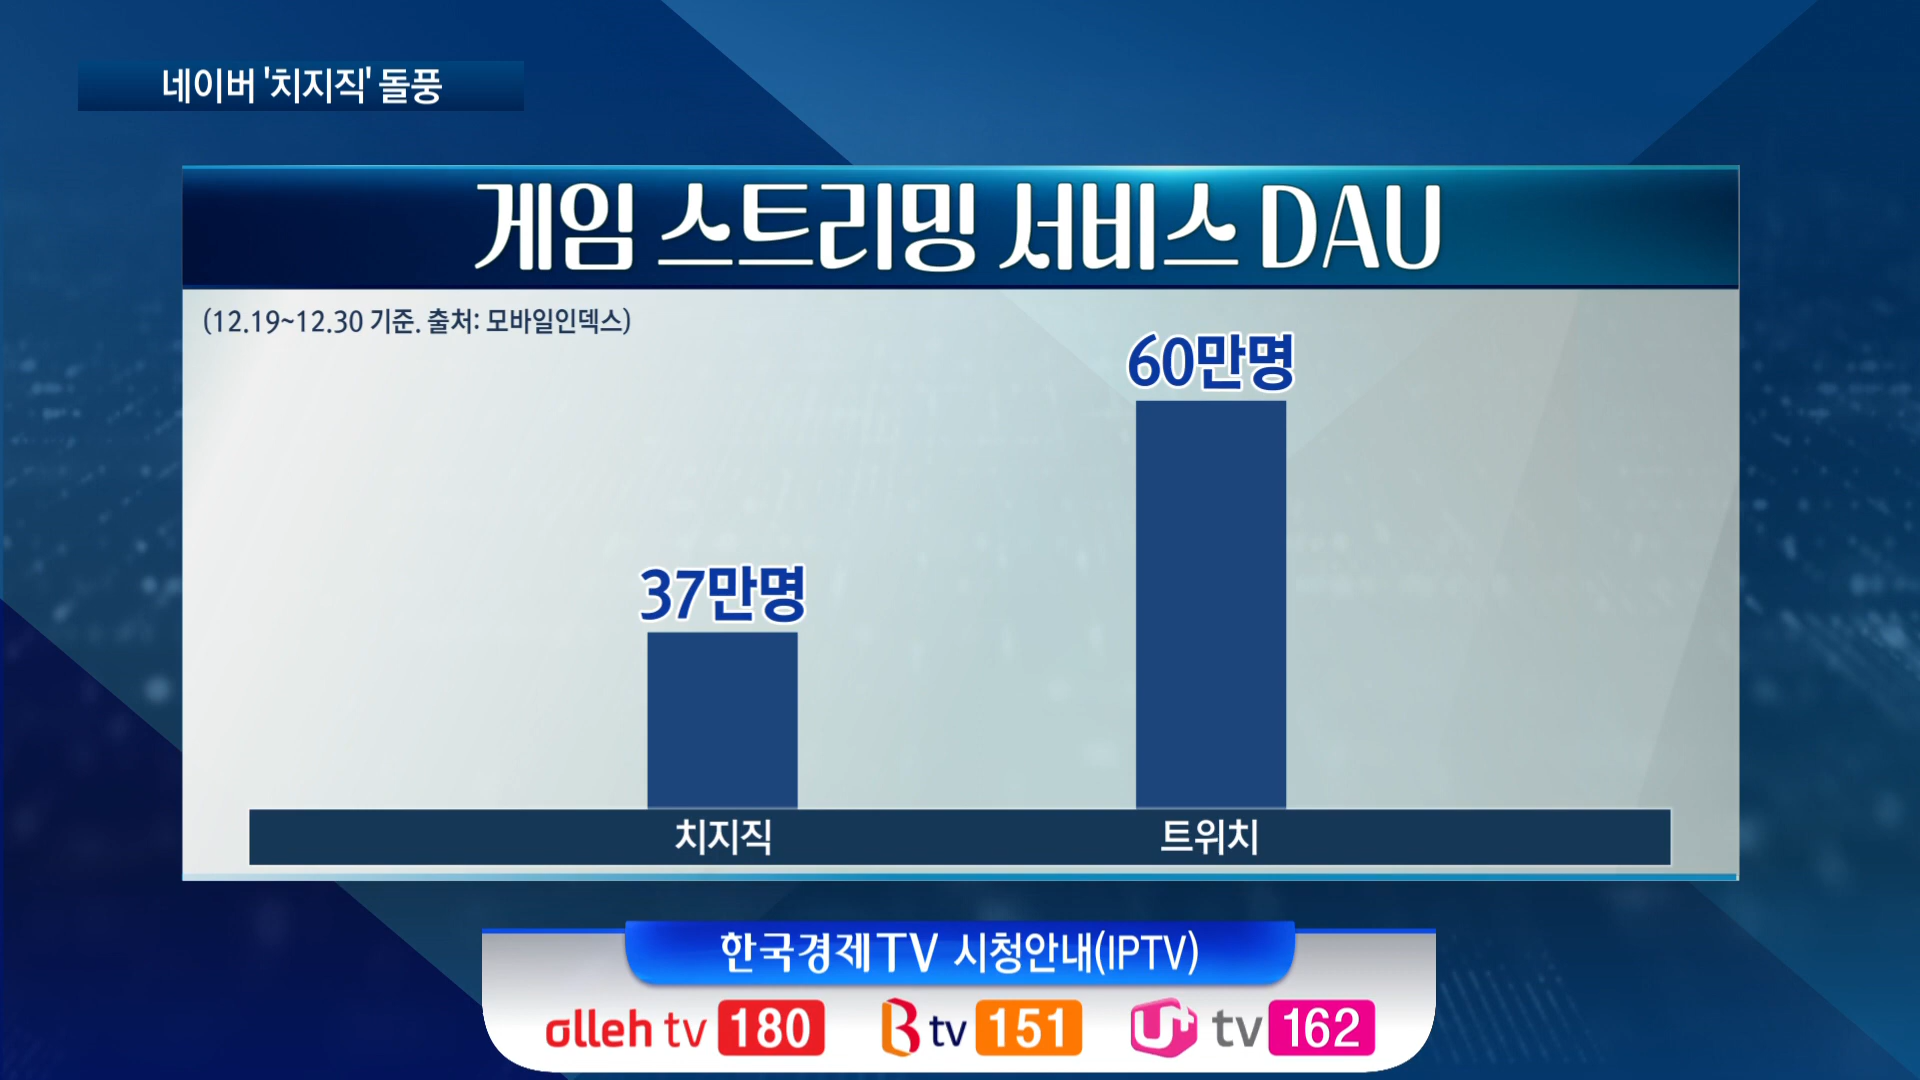 네이버 '치지직' 돌풍
게임 스트리밍 서비스 DAU
(12.19~12.30 기준. 출처: 모바일인덱스)
37만명
60만명
치지직
트위치
한국경제TV 시청안내(IPTV)
olleh tv 180
B tv 151
U+ tv 162